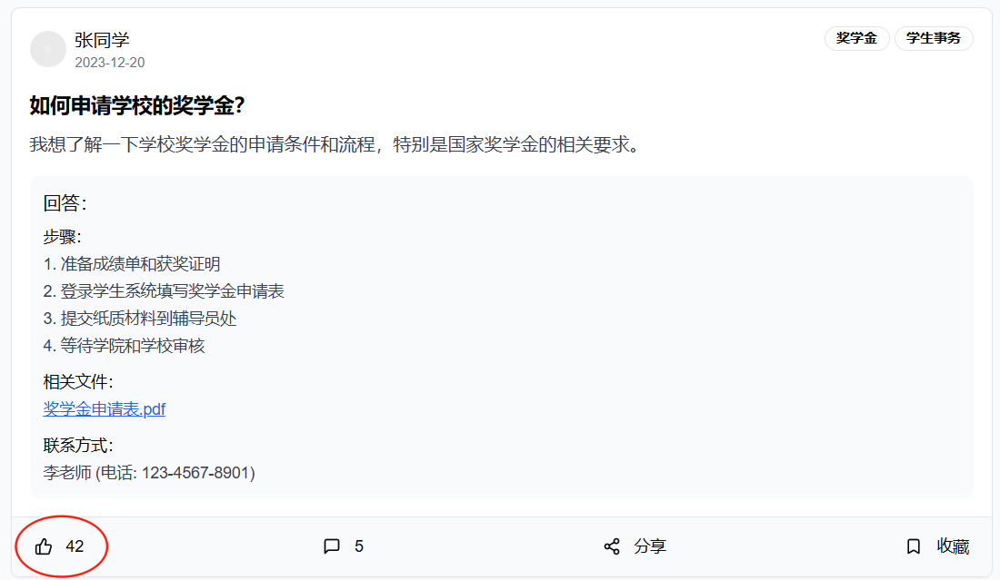 张同学
2023-12-20
奖学金
学生事务
如何申请学校的奖学金？
我想了解一下学校奖学金的申请条件和流程，特别是国家奖学金的相关要求。
回答：
步骤：
1. 准备成绩单和获奖证明
2. 登录学生系统填写奖学金申请表
3. 提交纸质材料到辅导员处
4. 等待学院和学校审核
相关文件：
奖学金申请表.pdf
联系方式：
李老师 (电话: 123-4567-8901)
42
5
分享
收藏